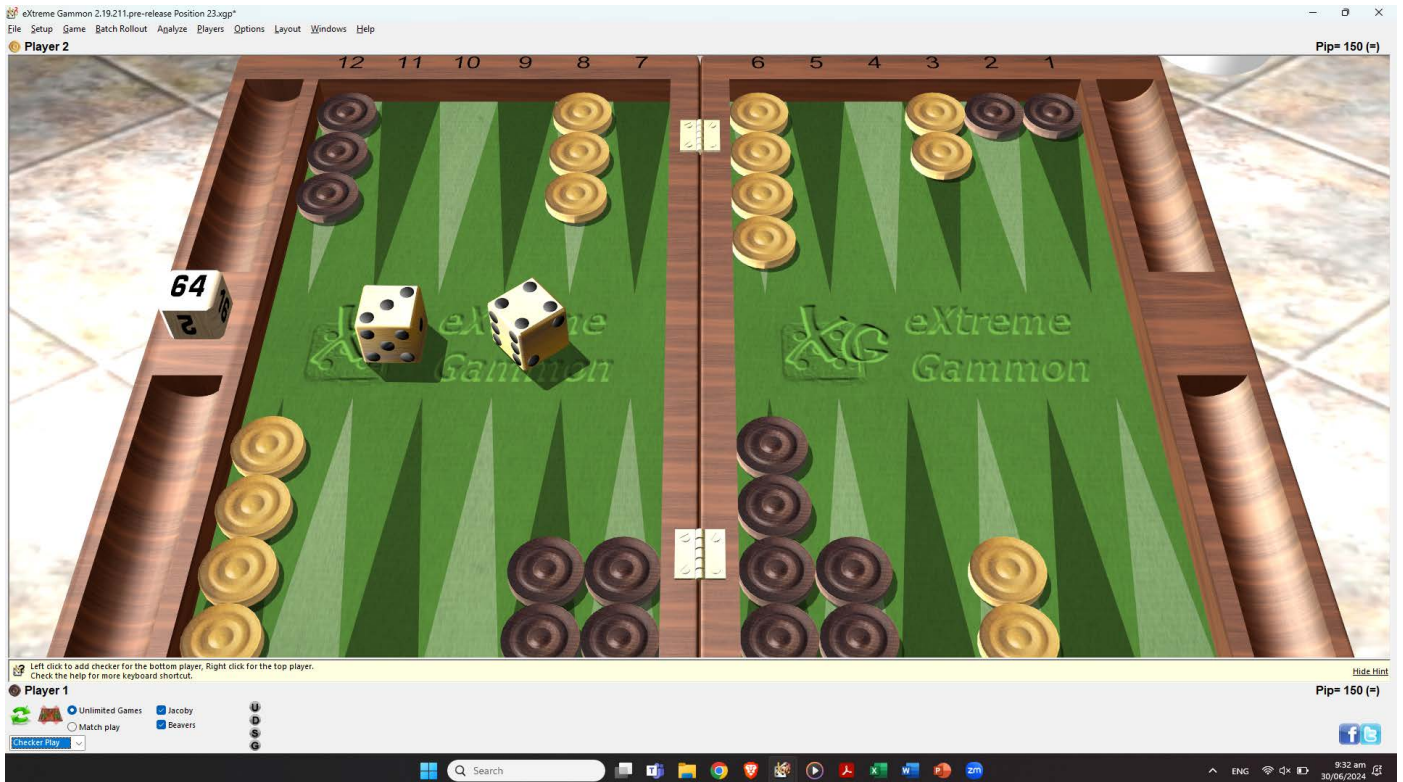 eXtreme Gammon 2.19.211.pre-release Position 23.xgp*
File Setup Game Batch Rollout Analyze Players Options Layout Windows Help
Player 2 Pip= 150 (=)
12 11 10 9 8 7 6 5 4 3 2 1
64
2
eXtreme
Gammon
XG eXtreme
Gammon
Left click to add checker for the bottom player, Right click for the top player.
Check the help for more keyboard shortcut.
Hide Hint
Player 1 Pip= 150 (=)
Unlimited Games Jacoby U
Match play Beavers D
S
Checker Play G
Search
ENG 9:32 am
30/06/2024